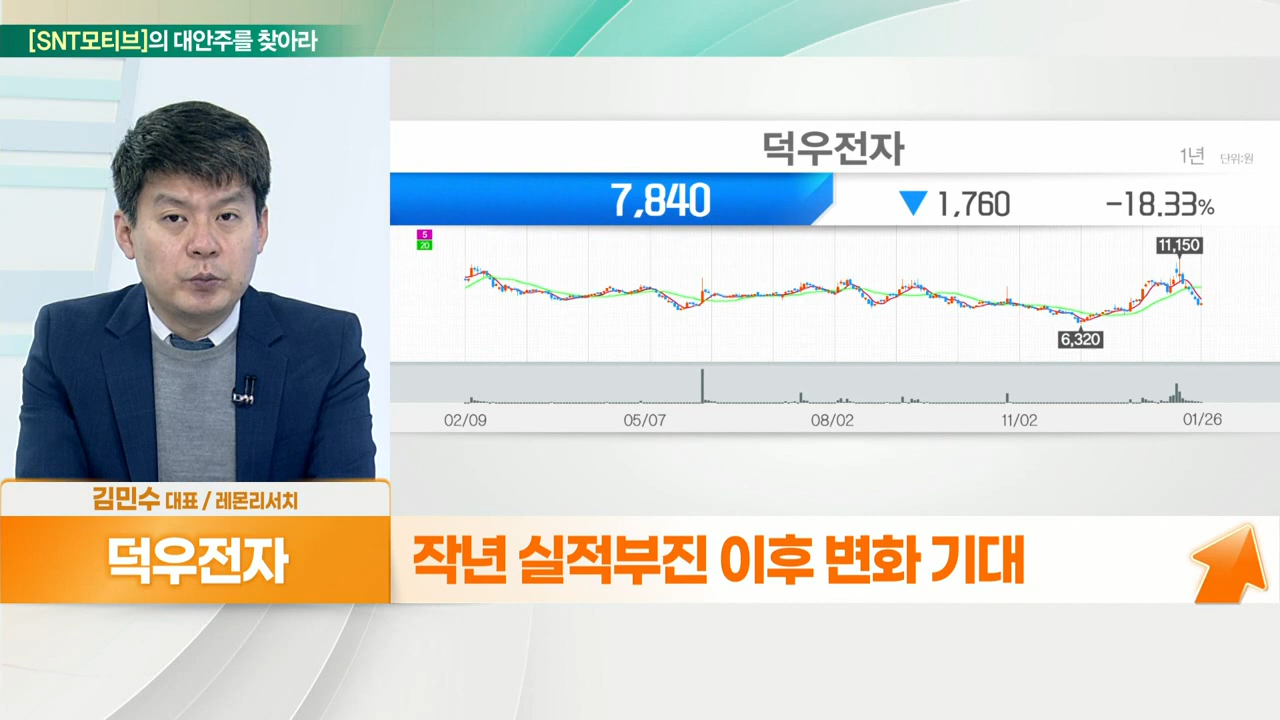 [SNT모티브]의 대안주를 찾아라
덕우전자
1년 단위:원
7,840
▼ 1,760
-18.33%
5
20
11,150
6,320
02/09 05/07 08/02 11/02 01/26
김민수 대표 / 레몬리서치
덕우전자
작년 실적부진 이후 변화 기대